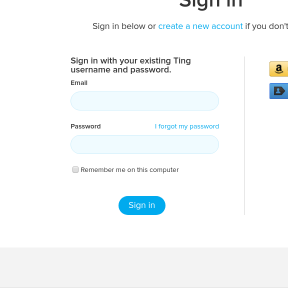 Sign in
Sign in below or create a new account if you don't
Sign in with your existing Ting
username and password.
Email
Password I forgot my password
Remember me on this computer
Sign in